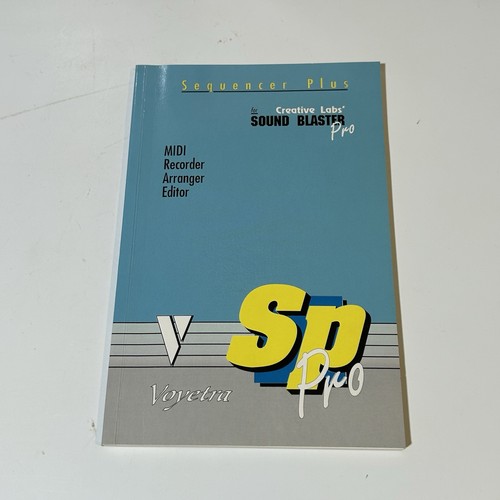 Sequencer Plus
for Creative Labs'
SOUND BLASTER
Pro
MIDI
Recorder
Arranger
Editor
Sp
Pro
V
Voyetra